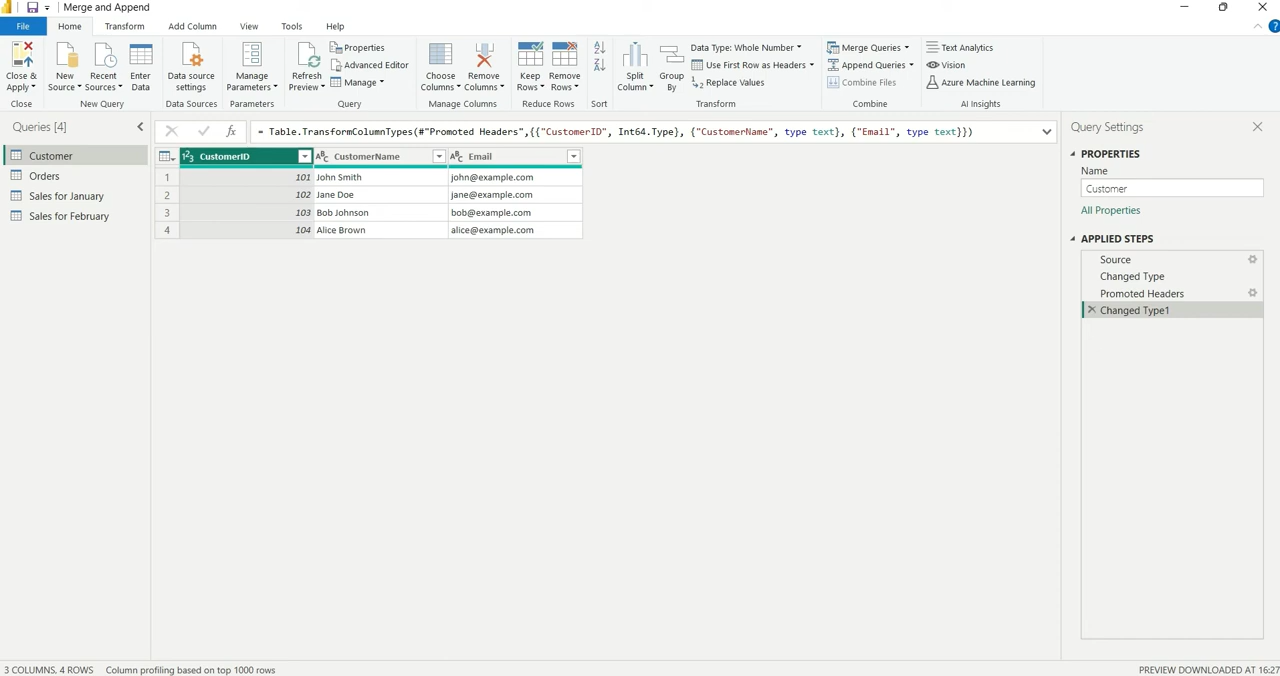 Merge and Append
File Home Transform Add Column View Tools Help
Close & Apply
Close
New Source
Recent Sources
Enter Data
New Query
Data source settings
Data Sources
Manage Parameters
Parameters
Refresh Preview
Properties
Advanced Editor
Manage
Query
Choose Columns
Remove Columns
Manage Columns
Keep Rows
Remove Rows
Reduce Rows
Sort
Split Column
Group By
Data Type: Whole Number
Use First Row as Headers
Replace Values
Transform
Merge Queries
Append Queries
Combine Files
Combine
Text Analytics
Vision
Azure Machine Learning
AI Insights
Queries [4]
Customer
Orders
Sales for January
Sales for February
fx = Table.TransformColumnTypes(#"Promoted Headers",{{"CustomerID", Int64.Type}, {"CustomerName", type text}, {"Email", type text}})
123 CustomerID ABC CustomerName ABC Email
1 101 John Smith john@example.com
2 102 Jane Doe jane@example.com
3 103 Bob Johnson bob@example.com
4 104 Alice Brown alice@example.com
Query Settings
PROPERTIES
Name
Customer
All Properties
APPLIED STEPS
Source
Changed Type
Promoted Headers
Changed Type1
3 COLUMNS, 4 ROWS Column profiling based on top 1000 rows
PREVIEW DOWNLOADED AT 16:27